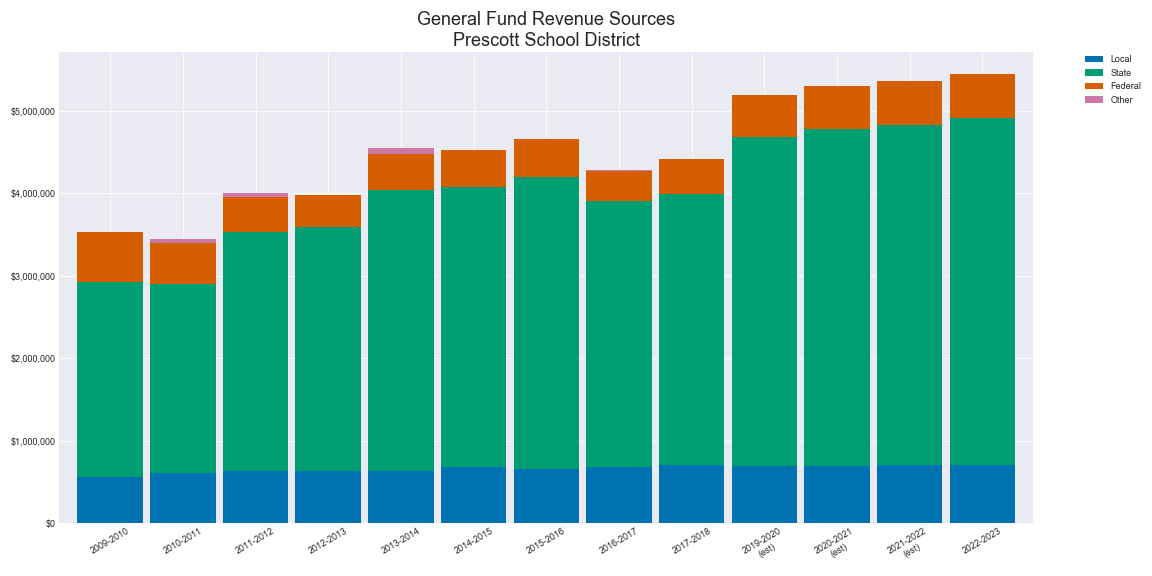 General Fund Revenue Sources
Prescott School District
Local
State
Federal
Other
$5,000,000
$4,000,000
$3,000,000
$2,000,000
$1,000,000
$0
2009-2010
2010-2011
2011-2012
2012-2013
2013-2014
2014-2015
2015-2016
2016-2017
2017-2018
2019-2020
(est)
2020-2021
(est)
2021-2022
(est)
2022-2023